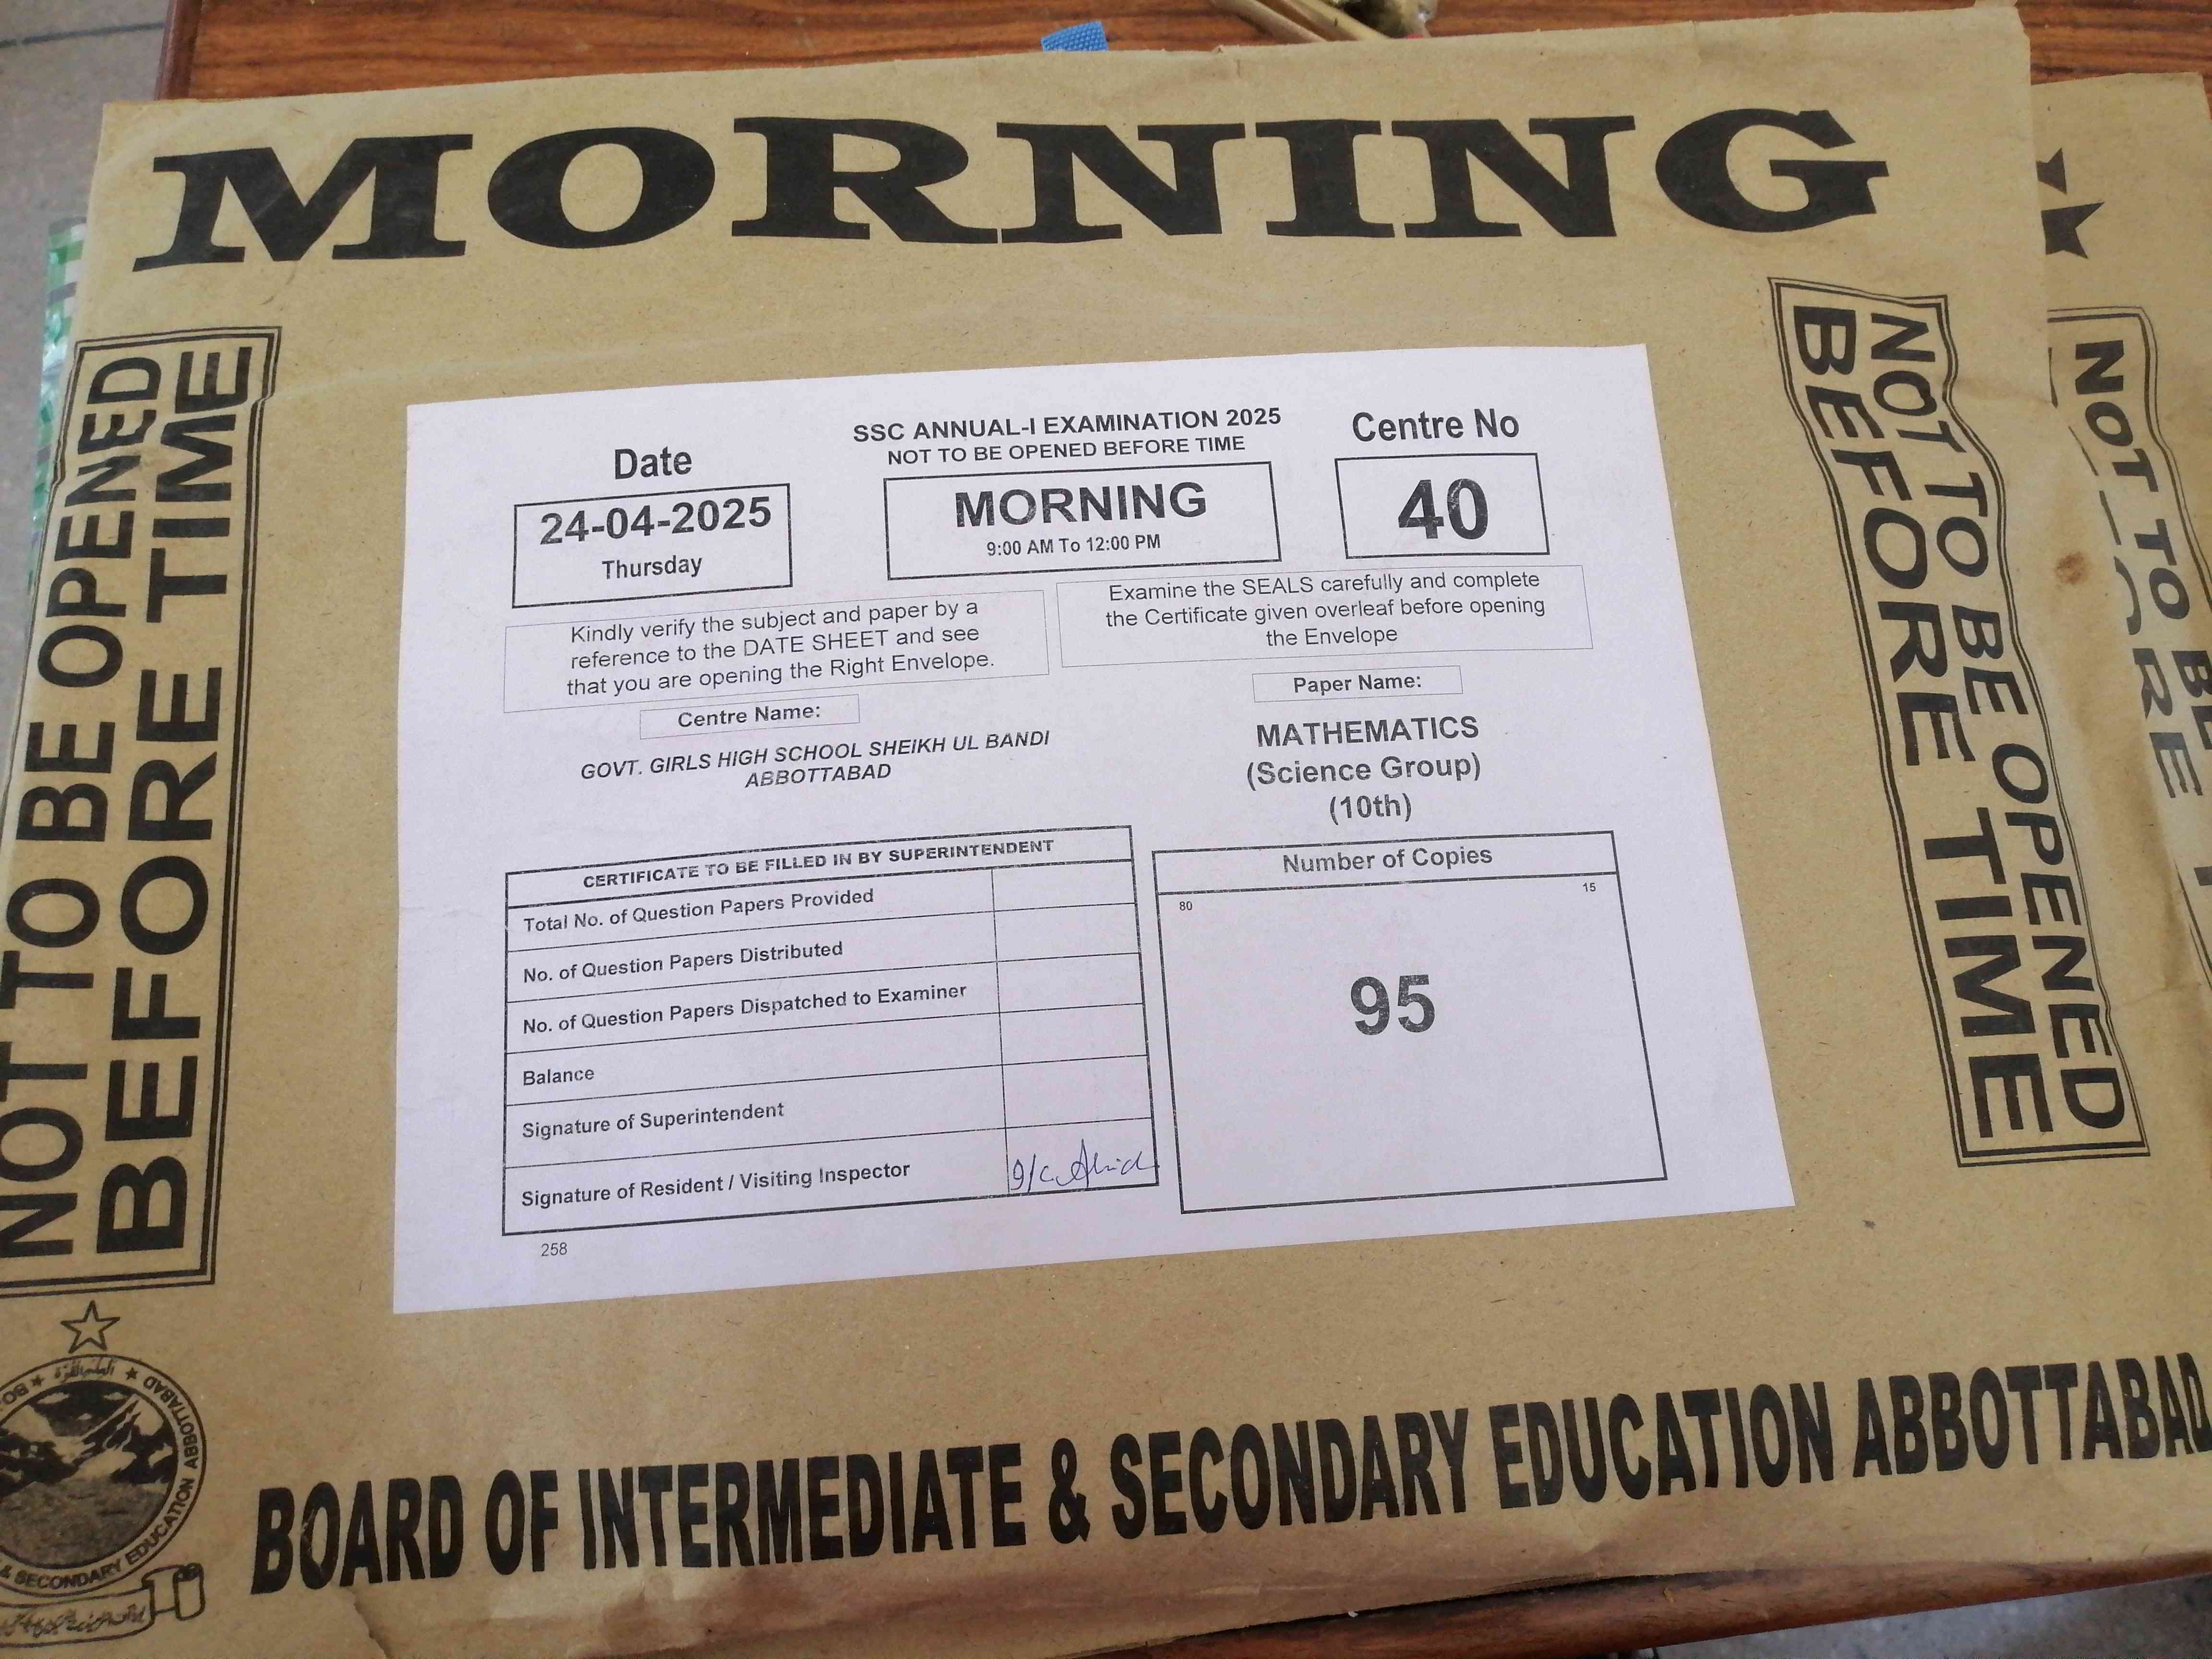 MORNING
NOT TO BE OPENED
BEFORE TIME
NOT TO BE OPENED
BEFORE TIME
NOT TO BE
SSC ANNUAL-I EXAMINATION 2025
NOT TO BE OPENED BEFORE TIME
Date
24-04-2025
Thursday
MORNING
9:00 AM To 12:00 PM
Centre No
40
Kindly verify the subject and paper by a
reference to the DATE SHEET and see
that you are opening the Right Envelope.
Examine the SEALS carefully and complete
the Certificate given overleaf before opening
the Envelope
Centre Name:
GOVT. GIRLS HIGH SCHOOL SHEIKH UL BANDI
ABBOTTABAD
Paper Name:
MATHEMATICS
(Science Group)
(10th)
CERTIFICATE TO BE FILLED IN BY SUPERINTENDENT
Total No. of Question Papers Provided
No. of Question Papers Distributed
No. of Question Papers Dispatched to Examiner
Balance
Signature of Superintendent
Signature of Resident / Visiting Inspector
Number of Copies
80
15
95
258
& SECONDARY EDUCATION ABBOTTABAD
BOARD OF INTERMEDIATE & SECONDARY EDUCATION ABBOTTABAD